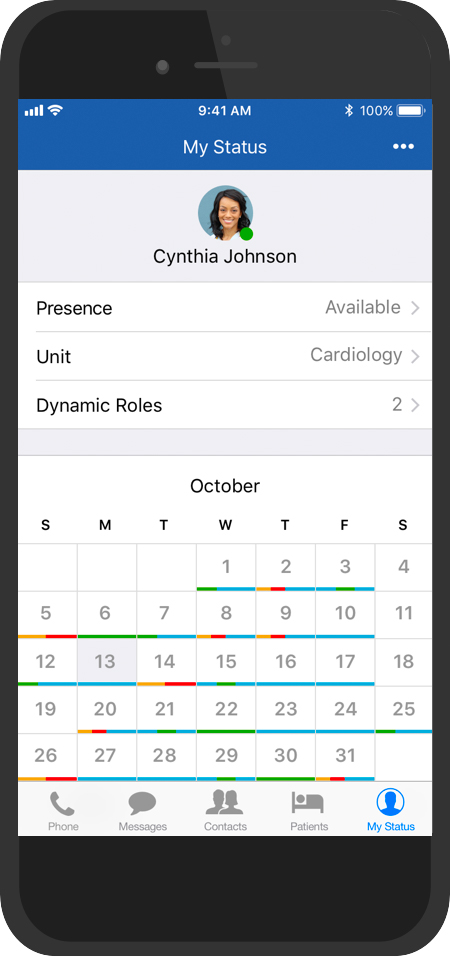 9:41 AM 100%
My Status
Cynthia Johnson
Presence Available
Unit Cardiology
Dynamic Roles 2
October
S M T W T F S
1 2 3 4
5 6 7 8 9 10 11
12 13 14 15 16 17 18
19 20 21 22 23 24 25
26 27 28 29 30 31
Phone Messages Contacts Patients My Status